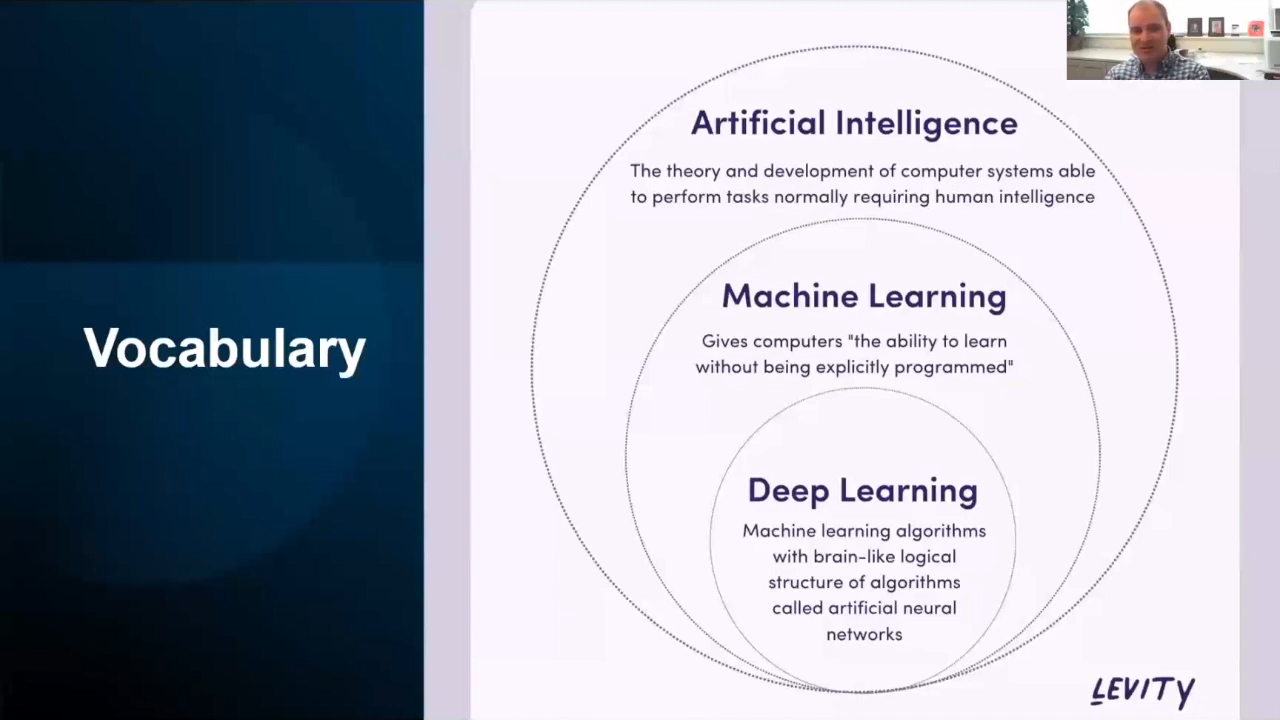 Vocabulary
Artificial Intelligence
The theory and development of computer systems able
to perform tasks normally requiring human intelligence
Machine Learning
Gives computers "the ability to learn
without being explicitly programmed"
Deep Learning
Machine learning algorithms
with brain-like logical
structure of algorithms
called artificial neural
networks
LEVITY